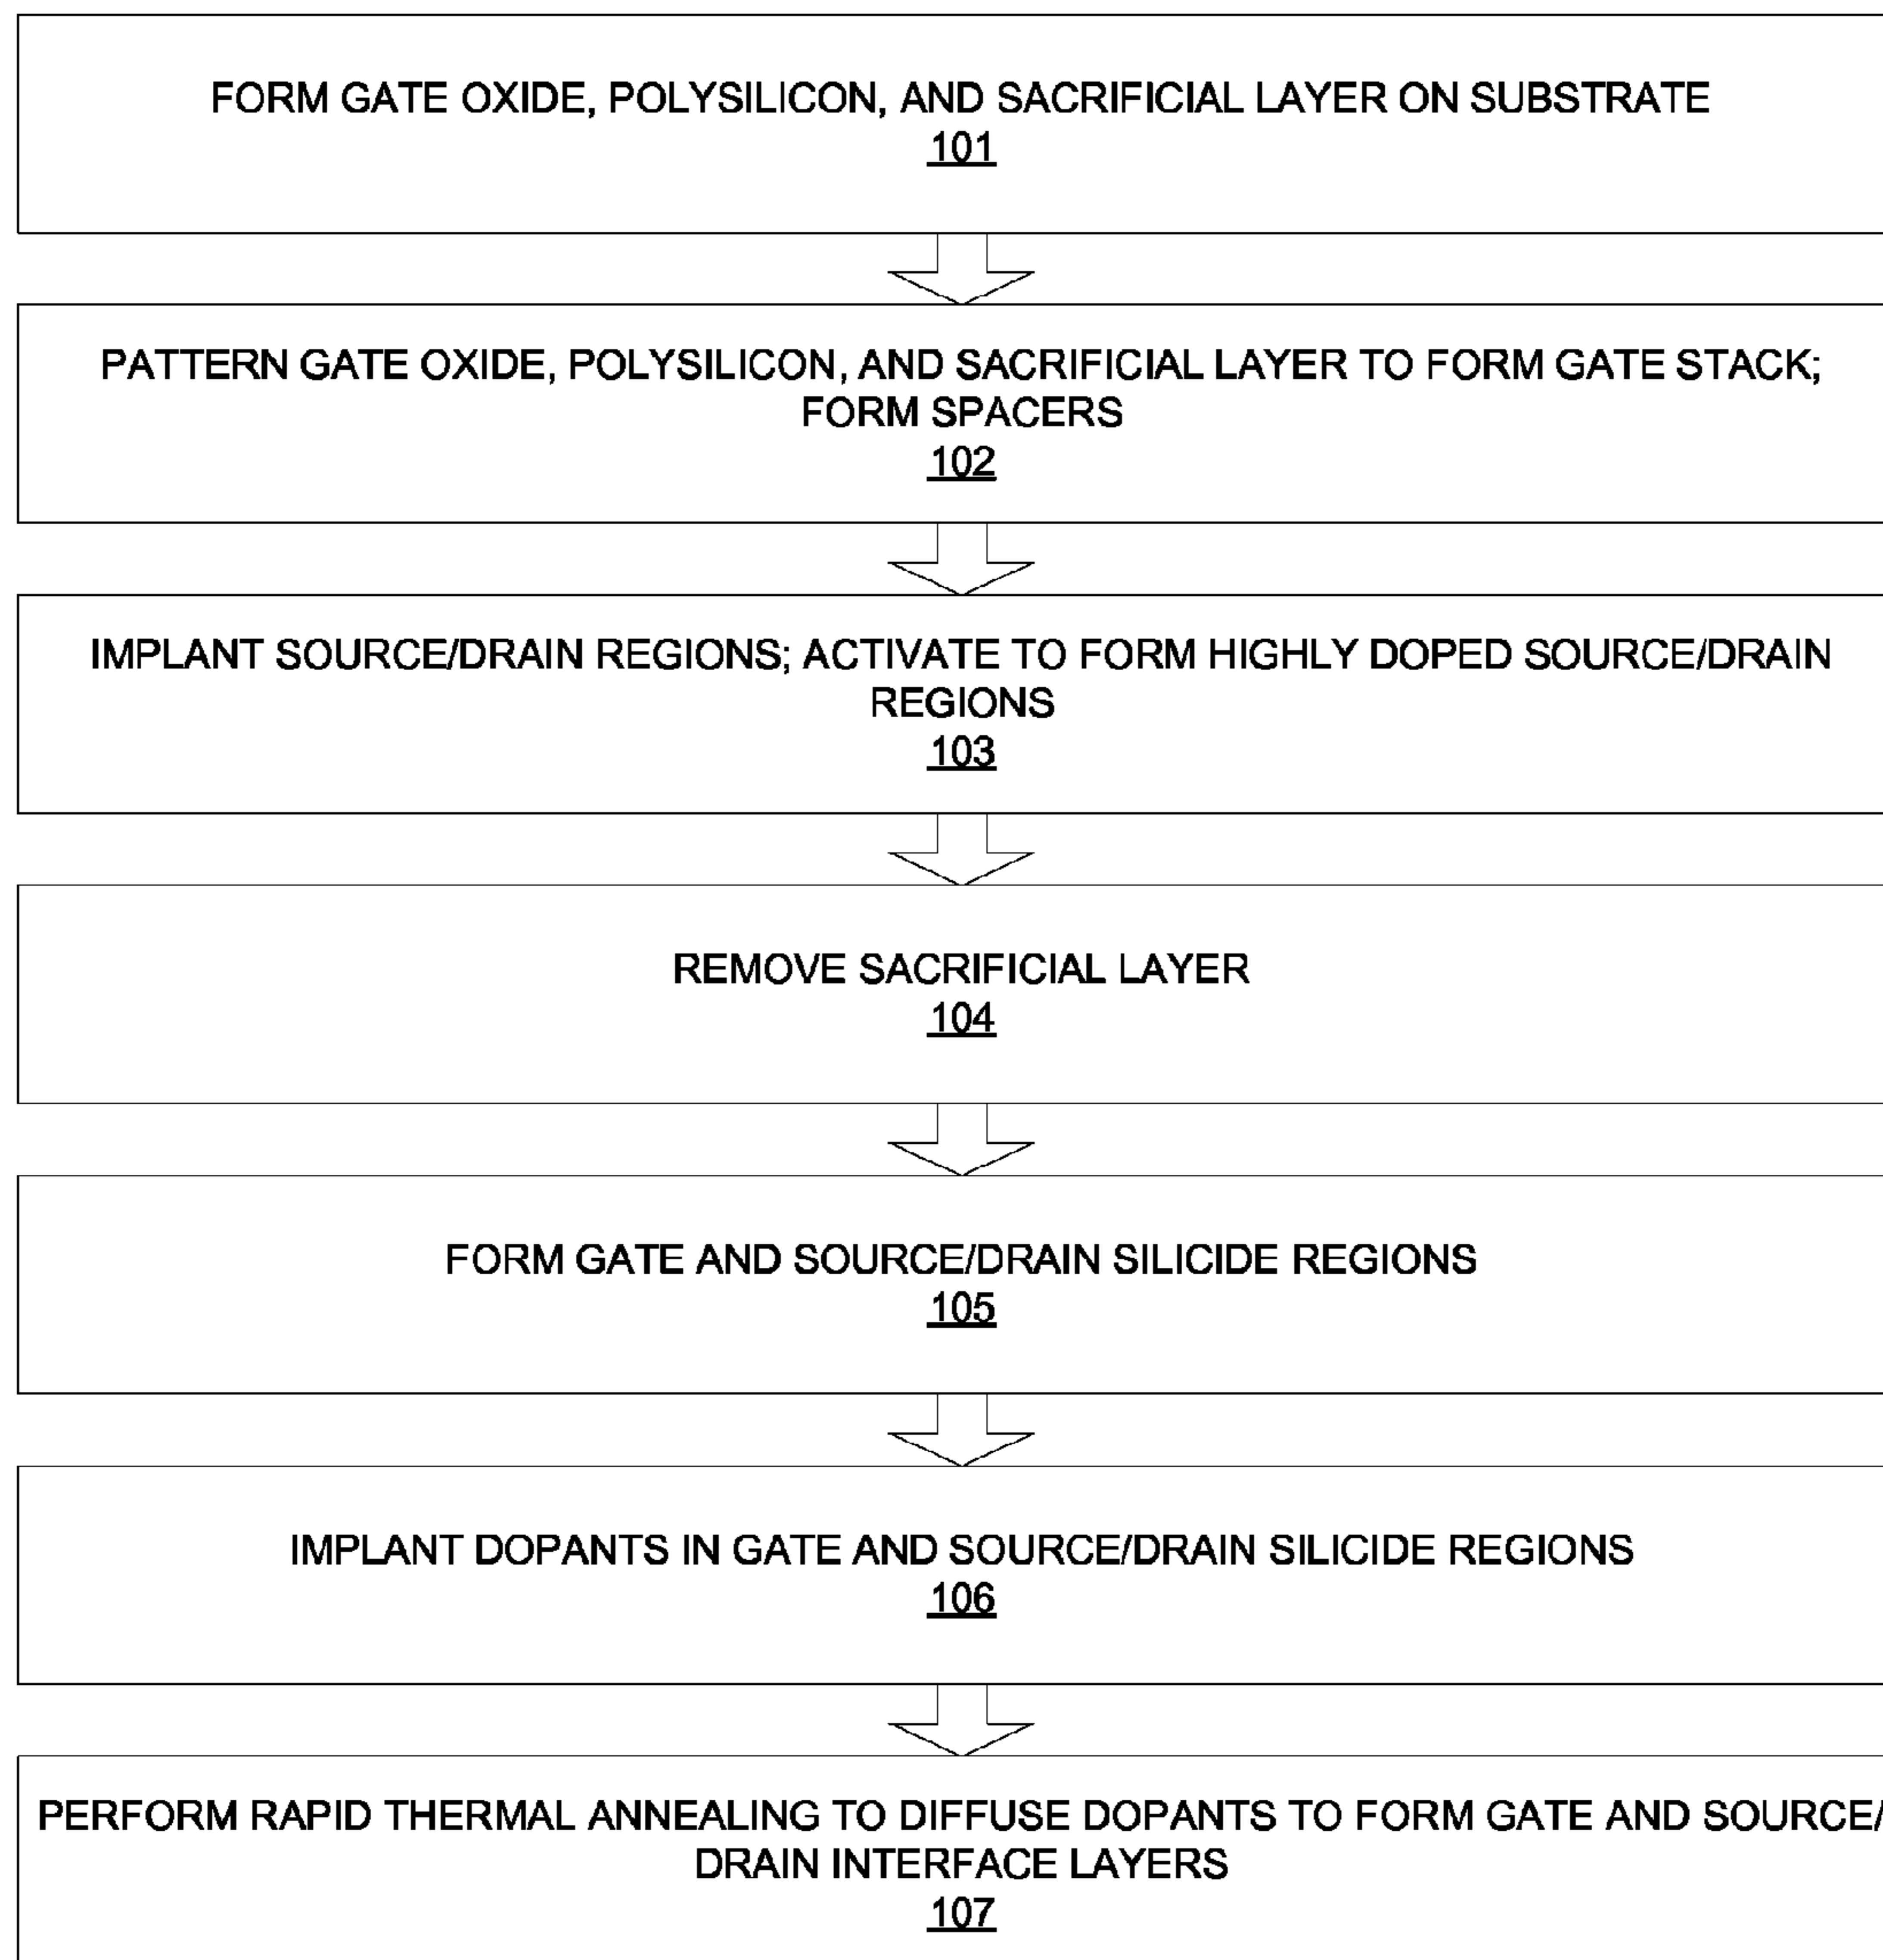 FORM GATE OXIDE, POLYSILICON, AND SACRIFICIAL LAYER ON SUBSTRATE
101
PATTERN GATE OXIDE, POLYSILICON, AND SACRIFICIAL LAYER TO FORM GATE STACK;
FORM SPACERS
102
IMPLANT SOURCE/DRAIN REGIONS; ACTIVATE TO FORM HIGHLY DOPED SOURCE/DRAIN
REGIONS
103
REMOVE SACRIFICIAL LAYER
104
FORM GATE AND SOURCE/DRAIN SILICIDE REGIONS
105
IMPLANT DOPANTS IN GATE AND SOURCE/DRAIN SILICIDE REGIONS
106
PERFORM RAPID THERMAL ANNEALING TO DIFFUSE DOPANTS TO FORM GATE AND SOURCE/
DRAIN INTERFACE LAYERS
107